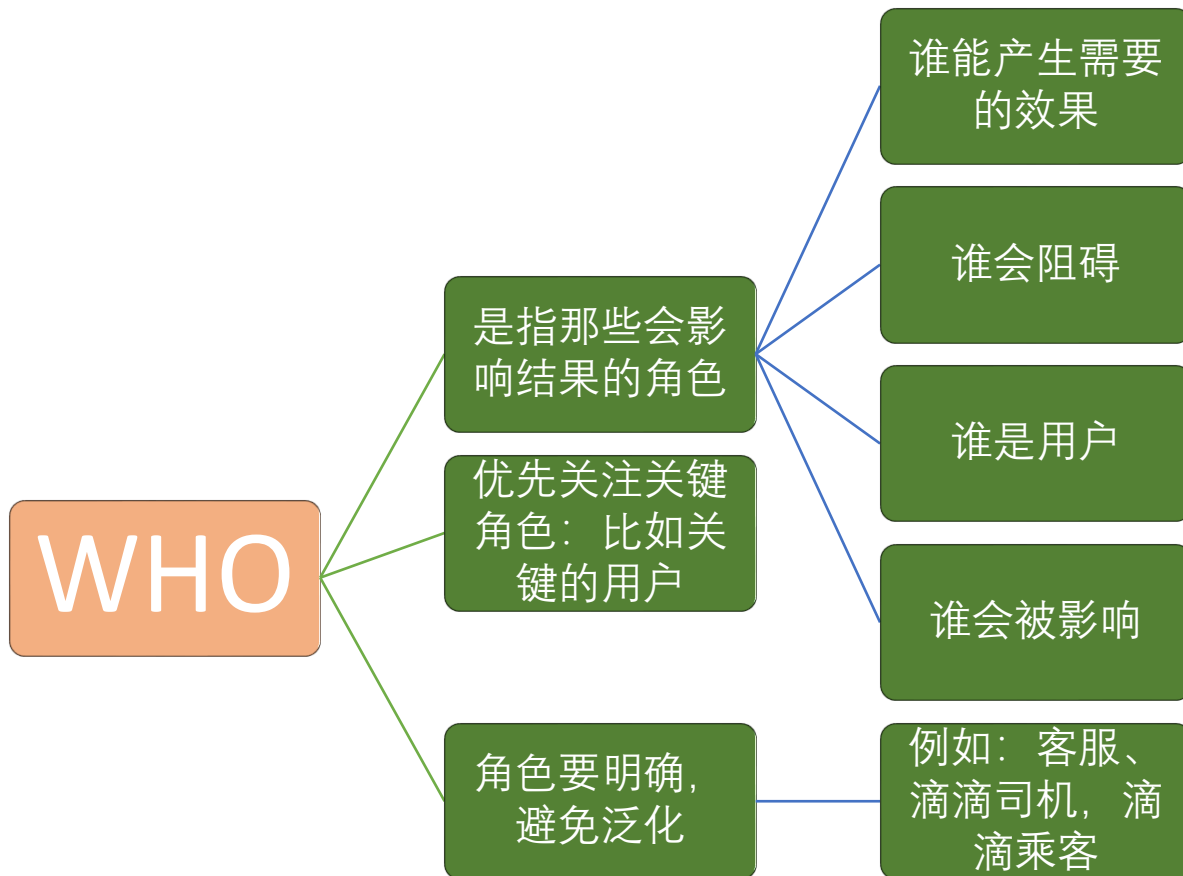 WHO
是指那些会影
响结果的角色
谁能产生需要
的效果
谁会阻碍
谁是用户
谁会被影响
优先关注关键
角色：比如关
键的用户
角色要明确，
避免泛化
例如：客服、
滴滴司机，滴
滴乘客